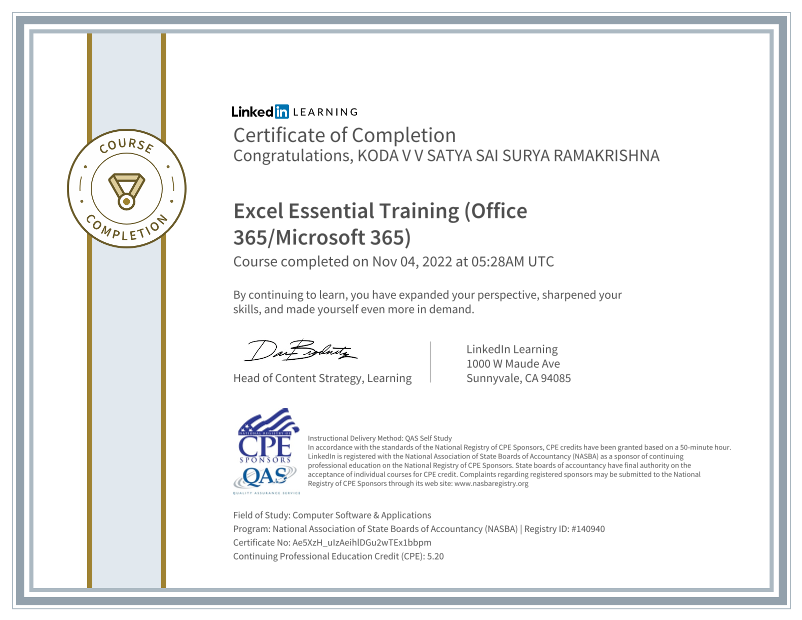 COURSE
COMPLETION
Linked in LEARNING
Certificate of Completion
Congratulations, KODA V V SATYA SAI SURYA RAMAKRISHNA
Excel Essential Training (Office
365/Microsoft 365)
Course completed on Nov 04, 2022 at 05:28AM UTC
By continuing to learn, you have expanded your perspective, sharpened your
skills, and made yourself even more in demand.
Head of Content Strategy, Learning
LinkedIn Learning
1000 W Maude Ave
Sunnyvale, CA 94085
NATIONAL REGISTRY OF
CPE
SPONSORS
QAS
QUALITY ASSURANCE SERVICE
Instructional Delivery Method: QAS Self Study
In accordance with the standards of the National Registry of CPE Sponsors, CPE credits have been granted based on a 50-minute hour.
LinkedIn is registered with the National Association of State Boards of Accountancy (NASBA) as a sponsor of continuing
professional education on the National Registry of CPE Sponsors. State boards of accountancy have final authority on the
acceptance of individual courses for CPE credit. Complaints regarding registered sponsors may be submitted to the National
Registry of CPE Sponsors through its web site: www.nasbaregistry.org
Field of Study: Computer Software & Applications
Program: National Association of State Boards of Accountancy (NASBA) | Registry ID: #140940
Certificate No: Ae5XzH_uIzAeihlDGu2wTEx1bbpm
Continuing Professional Education Credit (CPE): 5.20